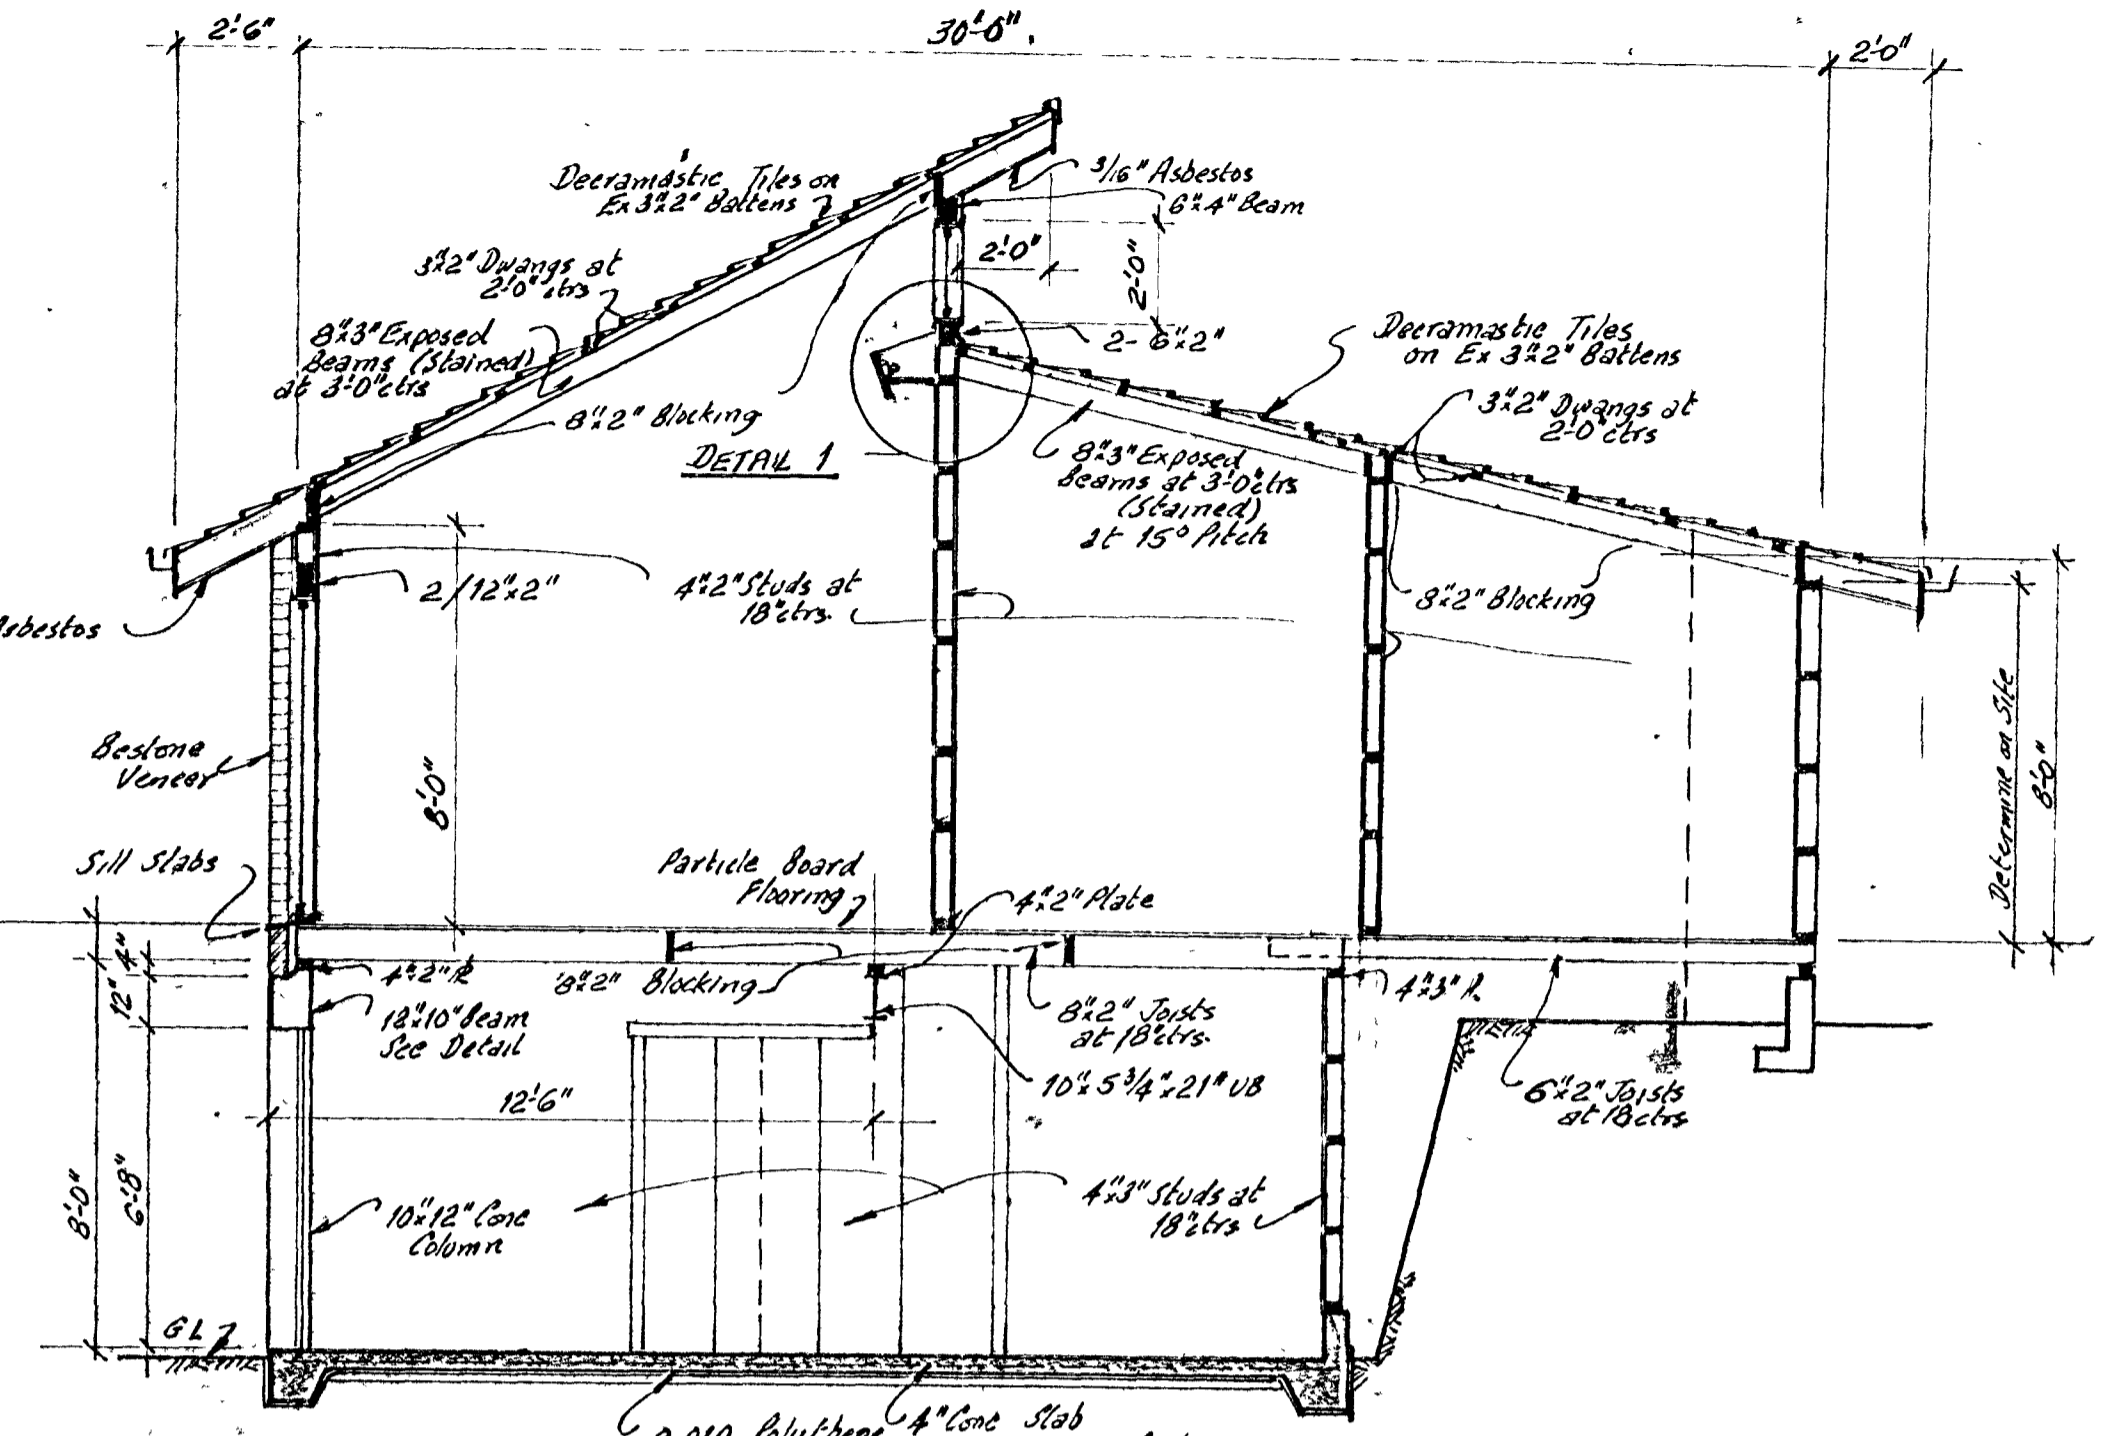 2'-6"
30'-0".
2'-0"
Decramastic Tiles on
Ex 3"x2" Battens
3/16" Asbestos
6"x4" Beam
3"x2" Dwangs at
2'-0" ctrs
2'-0"
2'-0"
8"x3" Exposed
Beams (Stained)
at 3'-0" ctrs
2- 6"x2"
Decramastic Tiles
on Ex 3"x2" Battens
8"x2" Blocking
DETAIL 1
3"x2" Dwangs at
2'-0" ctrs
8"x3" Exposed
Beams at 3'-0" ctrs
(Stained)
at 15° Pitch
2/12"x2"
4"x2" Studs at
18" ctrs.
8"x2" Blocking
Asbestos
Bestone
Veneer
8'-0"
Determine on Site
8'-0"
Sill Slabs
Particle Board
Flooring
4"x2" Plate
4"
12"
4"x2" Pl
8"x2" Blocking
4"x3" Pl.
12"x10" Beam
See Detail
8"x2" Joists
at 18" ctrs.
10"x5 3/4"x21" UB
6"x2" Joists
at 18 ctrs
12'-6"
8'-0"
6'-8"
10"x12" Conc
Column
4"x3" Studs at
18" ctrs
GL
Polythene
4" Conc Slab